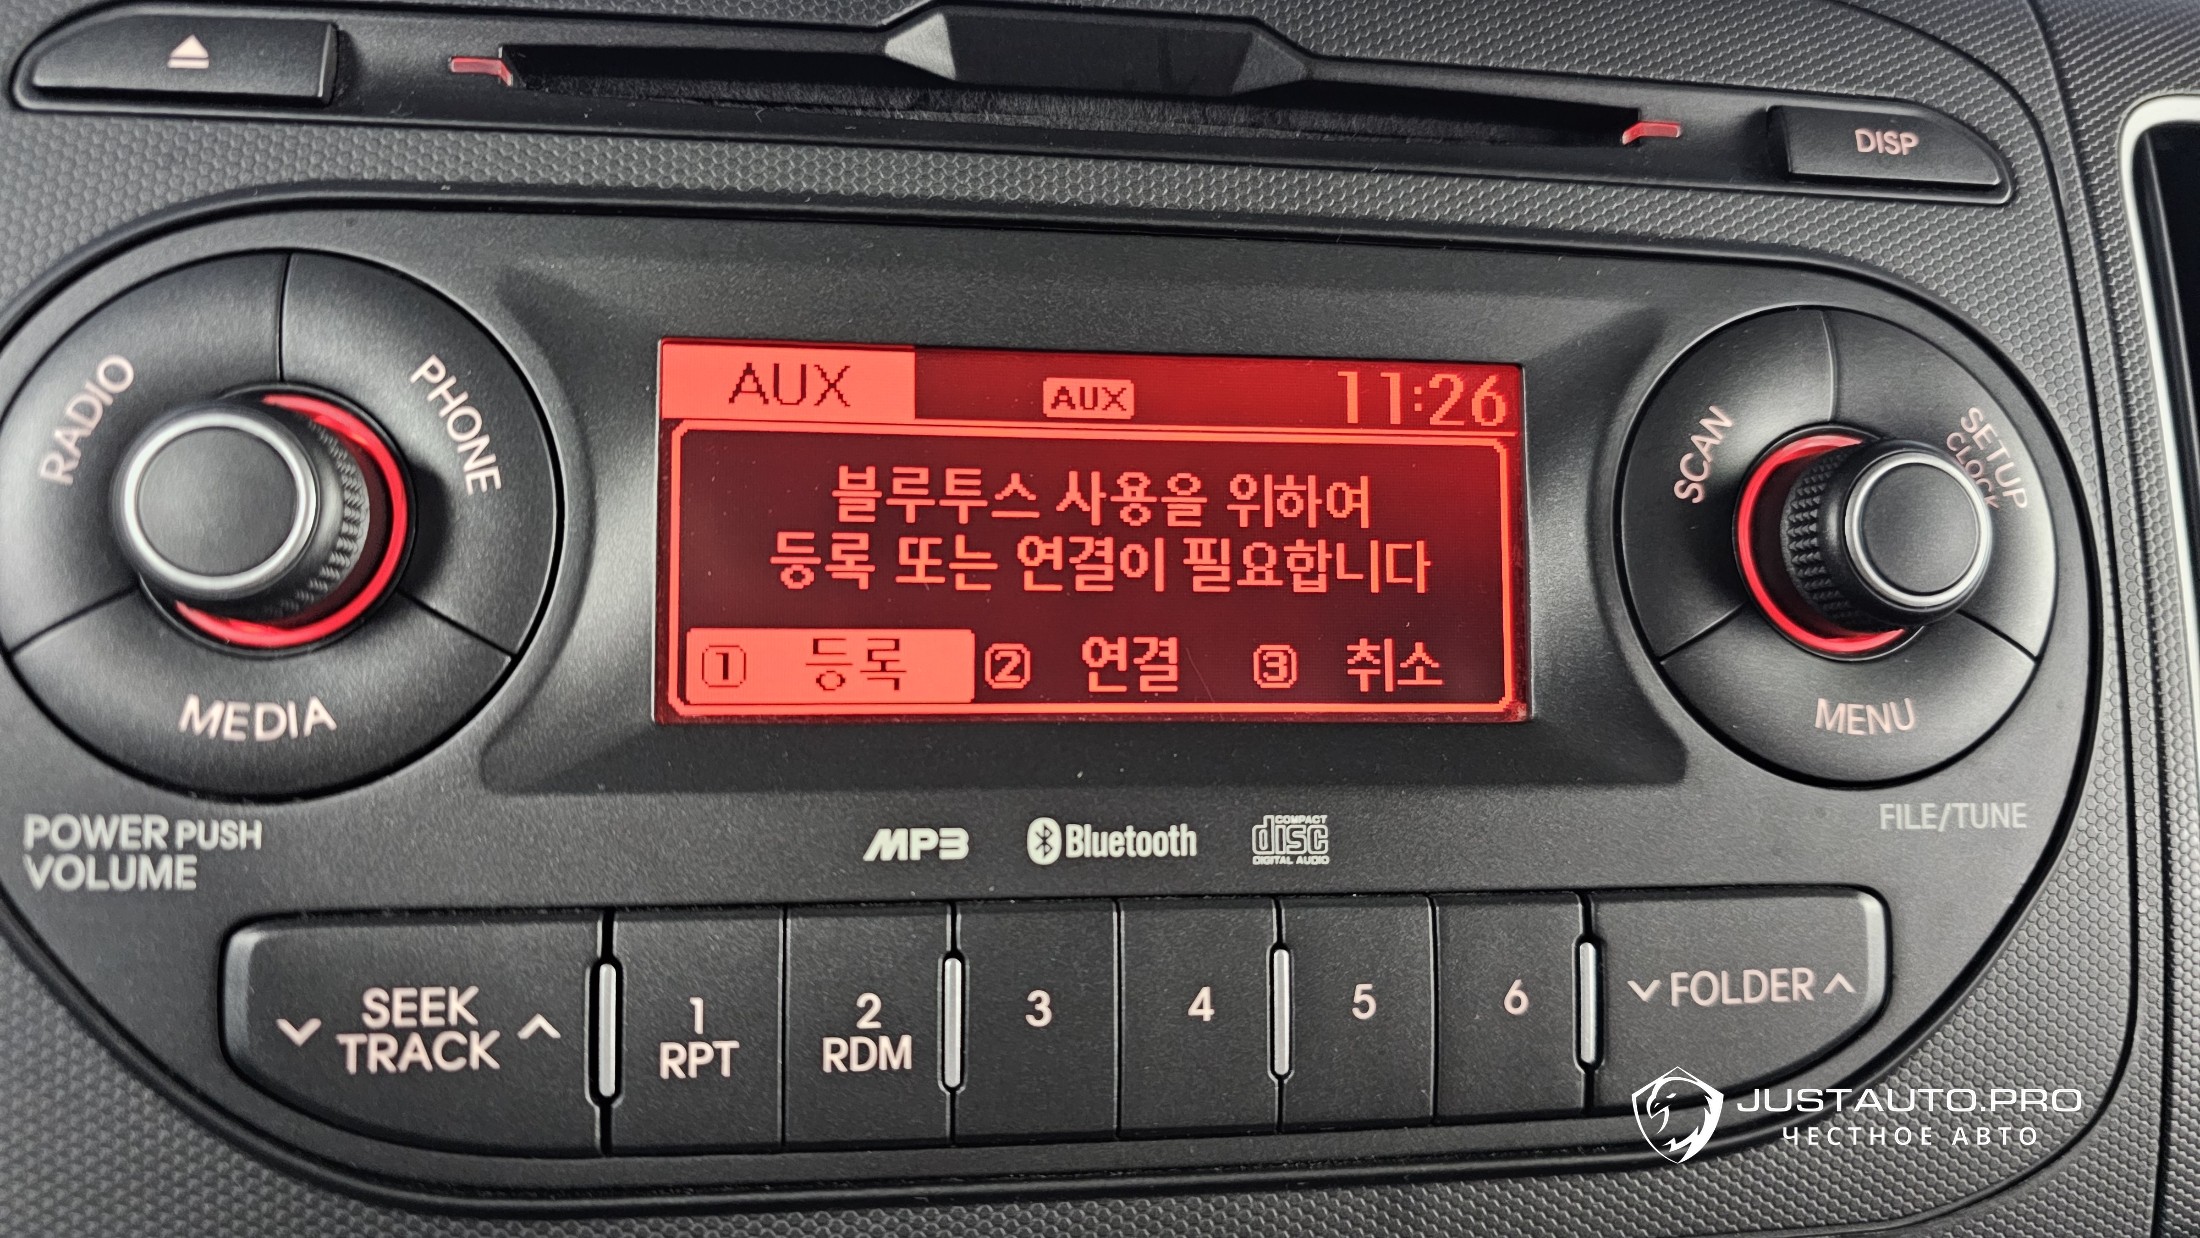 DISP
RADIO
PHONE
MEDIA
POWER PUSH
VOLUME
AUX AUX 11:26
블루투스 사용을 위하여
등록 또는 연결이 필요합니다
1 등록 2 연결 3 취소
SCAN
SETUP
CLOCK
MENU
FILE/TUNE
MP3 Bluetooth COMPACT disc DIGITAL AUDIO
SEEK
TRACK
1
RPT
2
RDM
3
4
5
6
FOLDER
JUSTAUTO.PRO
ЧЕСТНОЕ АВТО